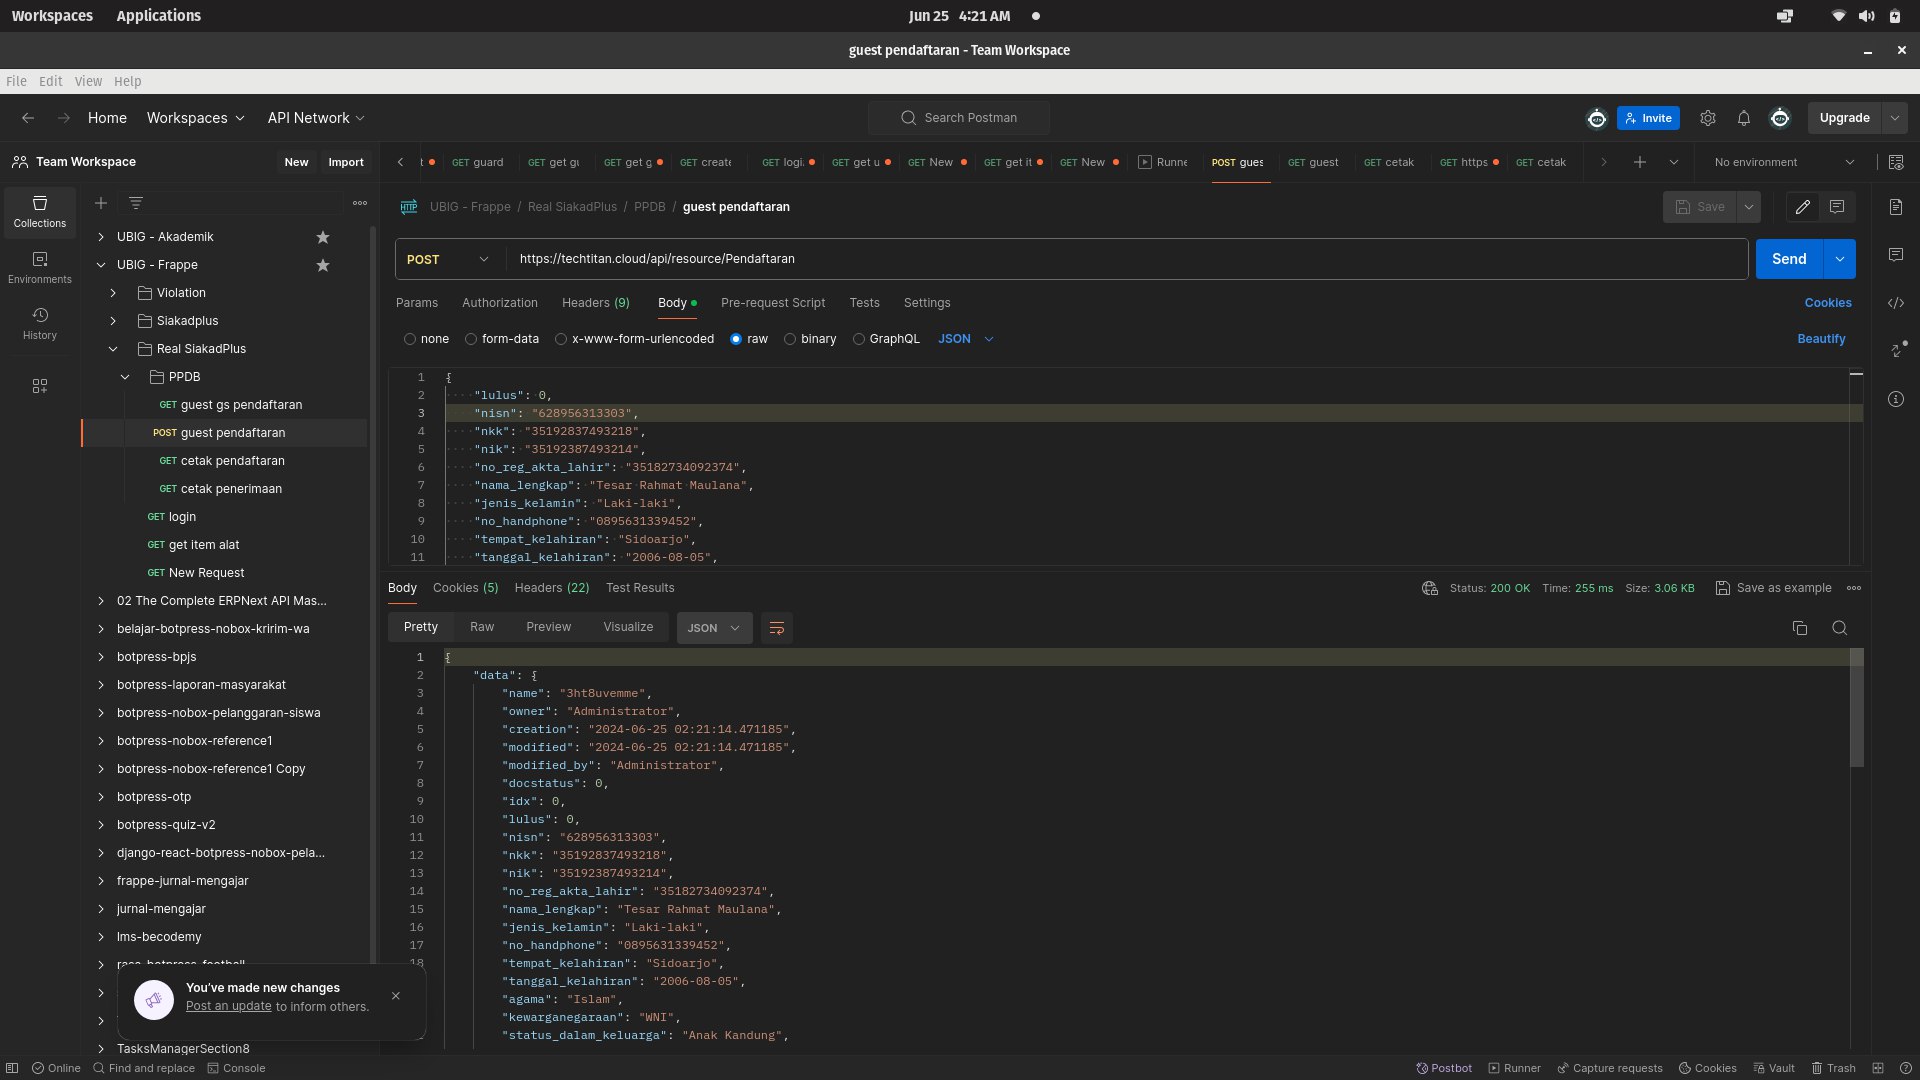 Workspaces Applications Jun 25 4:21 AM
guest pendaftaran - Team Workspace
File Edit View Help
Home Workspaces API Network Search Postman Invite Upgrade
Team Workspace New Import
GET guard GET get gu GET get g GET create logi. GET get u GET New GET get it GET New Runne POST gues GET guest GET cetak GET https GET cetak No environment
Collections
Environments
History
UBIG - Akademik
UBIG - Frappe
Violation
Siakadplus
Real SiakadPlus
PPDB
GET guest gs pendaftaran
POST guest pendaftaran
GET cetak pendaftaran
GET cetak penerimaan
GET login
GET get item alat
GET New Request
02 The Complete ERPNext API Mas...
belajar-botpress-nobox-kririm-wa
botpress-bpjs
botpress-laporan-masyarakat
botpress-nobox-pelanggaran-siswa
botpress-nobox-reference1
botpress-nobox-reference1 Copy
botpress-otp
botpress-quiz-v2
django-react-botpress-nobox-pela...
frappe-jurnal-mengajar
jurnal-mengajar
lms-becodemy
TasksManagerSection8
You've made new changes
Post an update to inform others.
HTTP UBIG - Frappe / Real SiakadPlus / PPDB / guest pendaftaran Save
POST https://techtitan.cloud/api/resource/Pendaftaran Send
Params Authorization Headers (9) Body Pre-request Script Tests Settings Cookies
none form-data x-www-form-urlencoded raw binary GraphQL JSON Beautify
1 {
2 "lulus": 0,
3 "nisn": "628956313303",
4 "nkk": "35192837493218",
5 "nik": "35192387493214",
6 "no_reg_akta_lahir": "35182734092374",
7 "nama_lengkap": "Tesar Rahmat Maulana",
8 "jenis_kelamin": "Laki-laki",
9 "no_handphone": "0895631339452",
10 "tempat_kelahiran": "Sidoarjo",
11 "tanggal_kelahiran": "2006-08-05",
Body Cookies (5) Headers (22) Test Results Status: 200 OK Time: 255 ms Size: 3.06 KB Save as example
Pretty Raw Preview Visualize JSON
1 {
2 "data": {
3 "name": "3ht8uvemme",
4 "owner": "Administrator",
5 "creation": "2024-06-25 02:21:14.471185",
6 "modified": "2024-06-25 02:21:14.471185",
7 "modified_by": "Administrator",
8 "docstatus": 0,
9 "idx": 0,
10 "lulus": 0,
11 "nisn": "628956313303",
12 "nkk": "35192837493218",
13 "nik": "35192387493214",
14 "no_reg_akta_lahir": "35182734092374",
15 "nama_lengkap": "Tesar Rahmat Maulana",
16 "jenis_kelamin": "Laki-laki",
17 "no_handphone": "0895631339452",
18 "tempat_kelahiran": "Sidoarjo",
"tanggal_kelahiran": "2006-08-05",
"agama": "Islam",
"kewarganegaraan": "WNI",
"status_dalam_keluarga": "Anak Kandung",
Online Find and replace Console Postbot Runner Capture requests Cookies Vault Trash